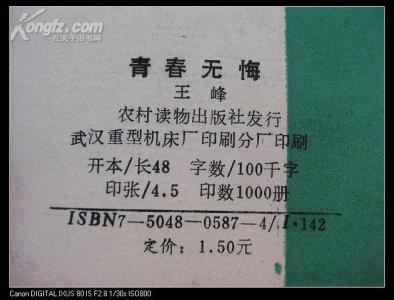 Kongfz.com
孔夫子旧书网
青春无悔
王峰
农村读物出版社发行
武汉重型机床厂印刷分厂印刷
开本/长48 字数/100千字
印张/4.5 印数1000册
ISBN7—5048—0587—4/I·142
定价：1.50元
Canon DIGITAL IXUS 80 IS F2.8 1/30s ISO800